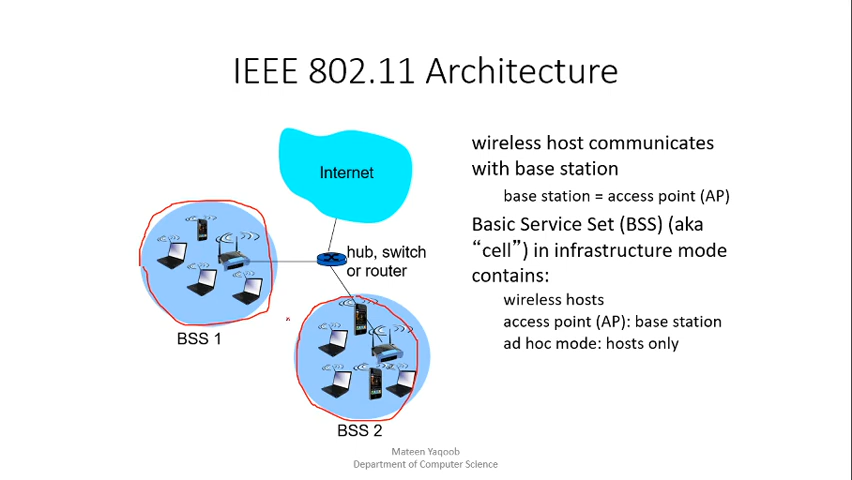 IEEE 802.11 Architecture
Internet
hub, switch
or router
BSS 1
BSS 2
wireless host communicates
with base station
base station = access point (AP)
Basic Service Set (BSS) (aka
“cell”) in infrastructure mode
contains:
wireless hosts
access point (AP): base station
ad hoc mode: hosts only
Mateen Yaqoob
Department of Computer Science